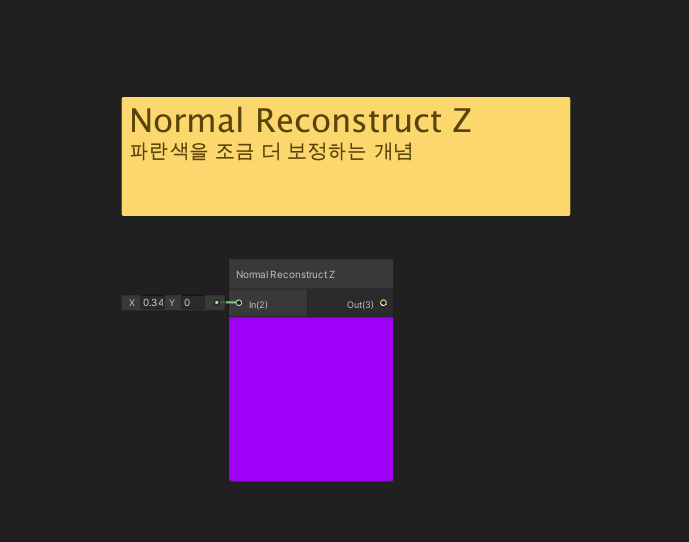 Normal Reconstruct Z
파란색을 조금 더 보정하는 개념
Normal Reconstruct Z
X 0.34 Y 0 In(2) Out(3)